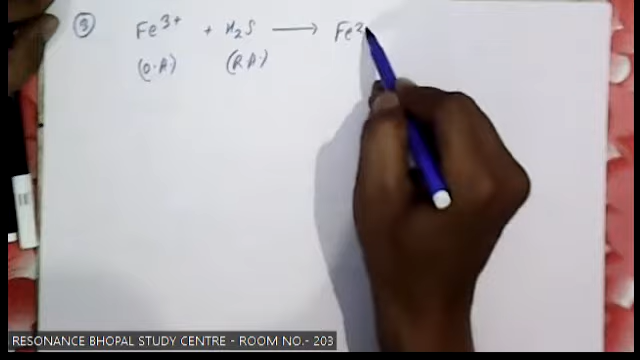 ③ Fe³⁺ + H₂S ⟶ Fe²
(O.A) (R.A.)
RESONANCE BHOPAL STUDY CENTRE - ROOM NO.- 203